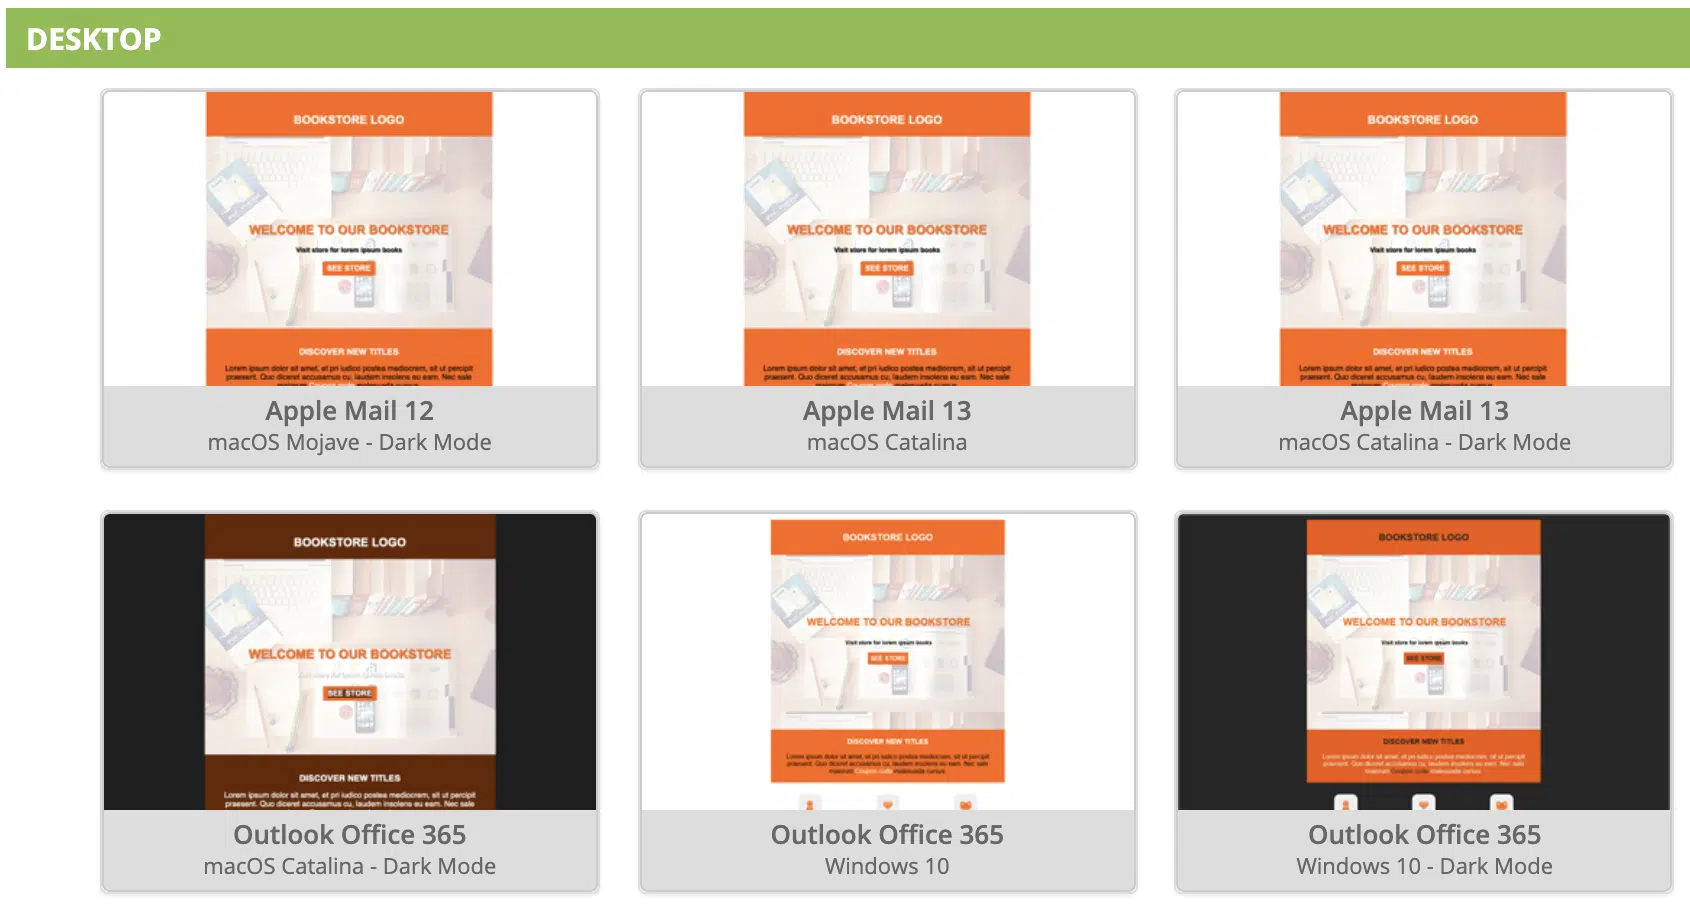 DESKTOP
BOOKSTORE LOGO
WELCOME TO OUR BOOKSTORE
Visit store for lorem ipsum books
SEE STORE
DISCOVER NEW TITLES
Lorem ipsum dolor sit amet, et pri iudico postea mediocrem, sit ut percipit
praesent. Quo diceret accusamus cu, laudem insolens eu eam. Nec sale
Apple Mail 12
macOS Mojave - Dark Mode
BOOKSTORE LOGO
WELCOME TO OUR BOOKSTORE
Visit store for lorem ipsum books
SEE STORE
DISCOVER NEW TITLES
Lorem ipsum dolor sit amet, et pri iudico postea mediocrem, sit ut percipit
praesent. Quo diceret accusamus cu, laudem insolens eu eam. Nec sale
Apple Mail 13
macOS Catalina
BOOKSTORE LOGO
WELCOME TO OUR BOOKSTORE
Visit store for lorem ipsum books
SEE STORE
DISCOVER NEW TITLES
Lorem ipsum dolor sit amet, et pri iudico postea mediocrem, sit ut percipit
praesent. Quo diceret accusamus cu, laudem insolens eu eam. Nec sale
Apple Mail 13
macOS Catalina - Dark Mode
BOOKSTORE LOGO
WELCOME TO OUR BOOKSTORE
Visit store for lorem ipsum books
SEE STORE
DISCOVER NEW TITLES
Lorem ipsum dolor sit amet, et pri iudico postea mediocrem, sit ut percipit
praesent. Quo diceret accusamus cu, laudem insolens eu eam. Nec sale
Outlook Office 365
macOS Catalina - Dark Mode
BOOKSTORE LOGO
WELCOME TO OUR BOOKSTORE
Visit store for lorem ipsum books
SEE STORE
DISCOVER NEW TITLES
Lorem ipsum dolor sit amet, et pri iudico postea mediocrem, sit ut percipit
praesent. Quo diceret accusamus cu, laudem insolens eu eam. Nec sale
maiorum Coupon code malesuada cursus.
Outlook Office 365
Windows 10
BOOKSTORE LOGO
WELCOME TO OUR BOOKSTORE
Visit store for lorem ipsum books
SEE STORE
DISCOVER NEW TITLES
Lorem ipsum dolor sit amet, et pri iudico postea mediocrem, sit ut percipit
praesent. Quo diceret accusamus cu, laudem insolens eu eam. Nec sale
maiorum Coupon code malesuada cursus.
Outlook Office 365
Windows 10 - Dark Mode